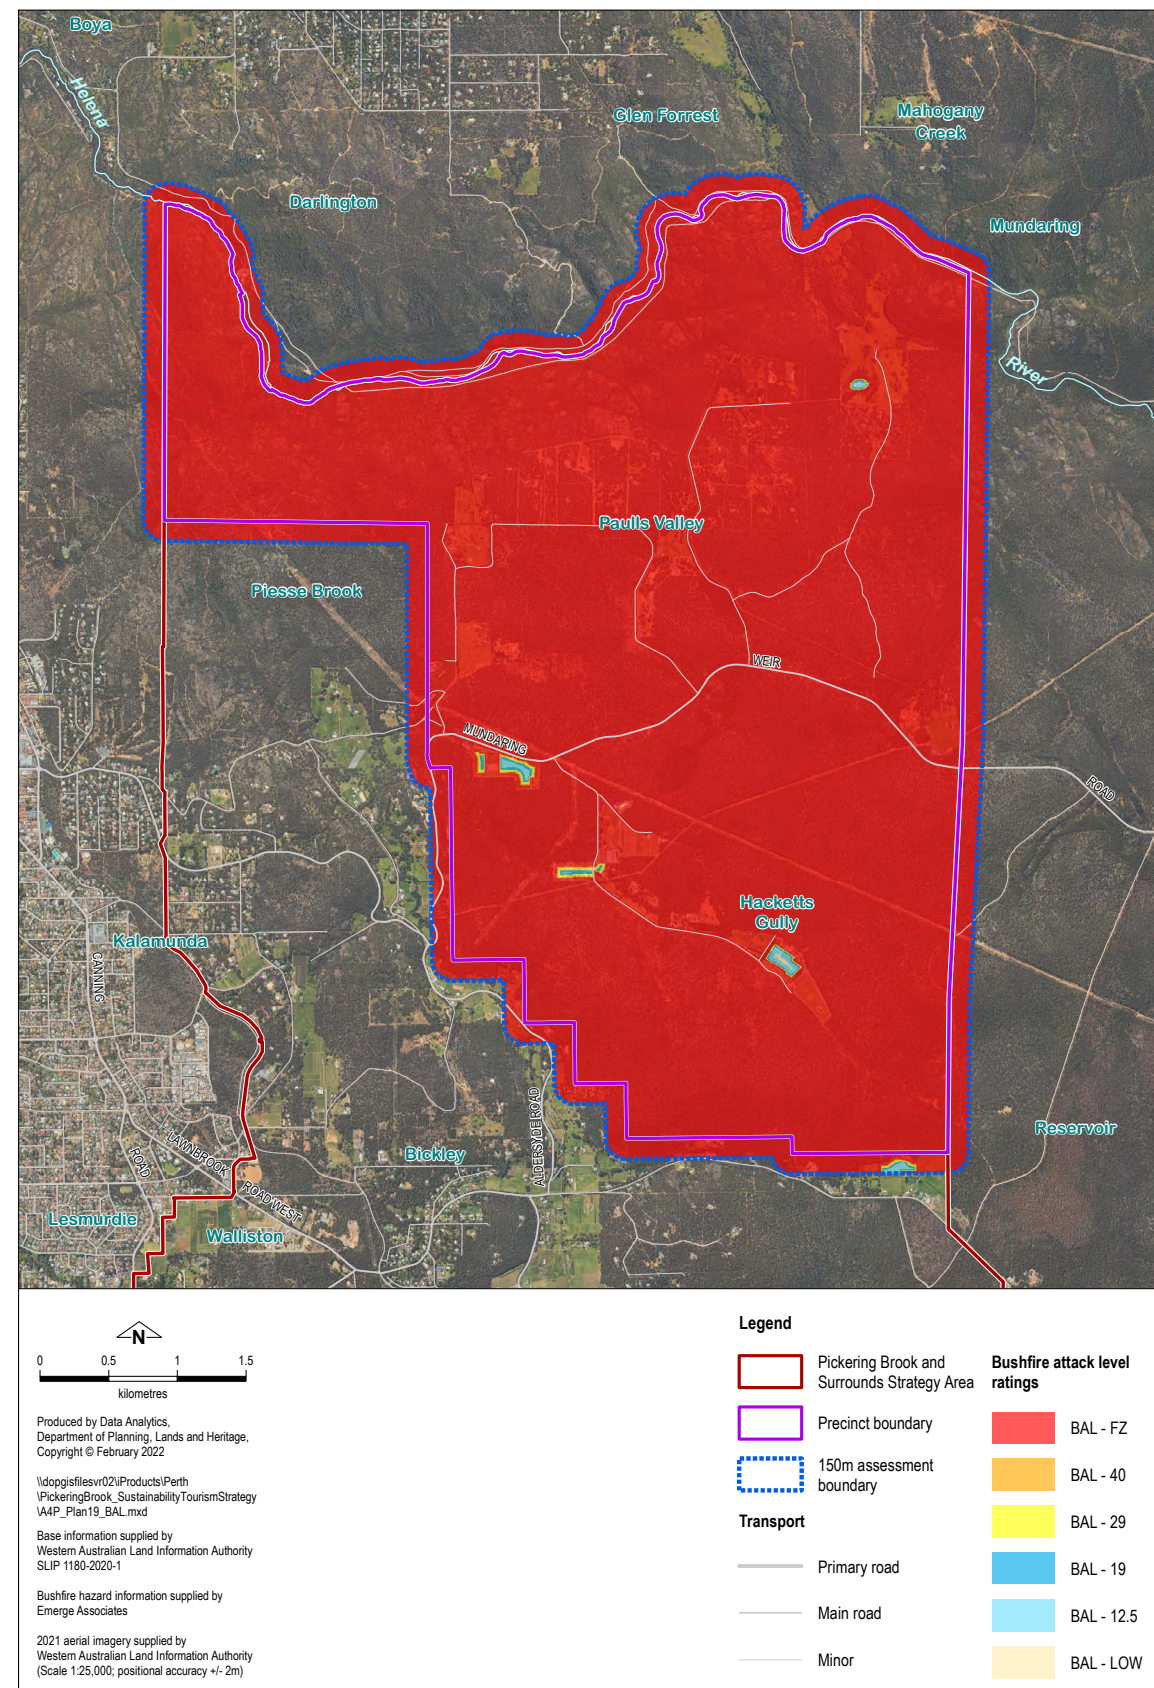 Boya
Helena
Glen Forrest
Mahogany
Creek
Darlington
Mundaring
River
Paulls Valley
Piesse Brook
WEIR
MUNDARING
ROAD
Hacketts
Gully
Kalamunda
CANNING
ROAD
LAWNBROOK
ROAD WEST
ALDERSYDE ROAD
Bickley
Reservoir
Lesmurdie
Walliston
N
0 0.5 1 1.5
kilometres
Produced by Data Analytics,
Department of Planning, Lands and Heritage,
Copyright © February 2022
\\dopgisfilesvr02\iProducts\Perth
\PickeringBrook_SustainabilityTourismStrategy
\A4P_Plan19_BAL.mxd
Base information supplied by
Western Australian Land Information Authority
SLIP 1180-2020-1
Bushfire hazard information supplied by
Emerge Associates
2021 aerial imagery supplied by
Western Australian Land Information Authority
(Scale 1:25,000; positional accuracy +/- 2m)
Legend
Pickering Brook and
Surrounds Strategy Area
Precinct boundary
150m assessment
boundary
Transport
Primary road
Main road
Minor
Bushfire attack level
ratings
BAL - FZ
BAL - 40
BAL - 29
BAL - 19
BAL - 12.5
BAL - LOW